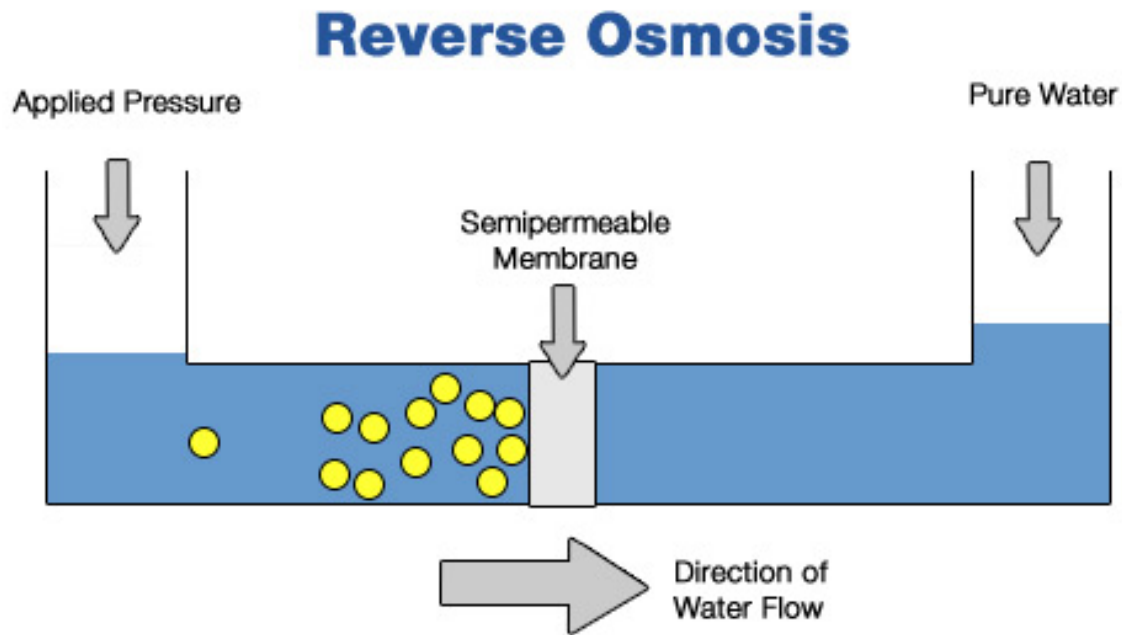 Reverse Osmosis
Applied Pressure
Pure Water
Semipermeable
Membrane
Direction of
Water Flow